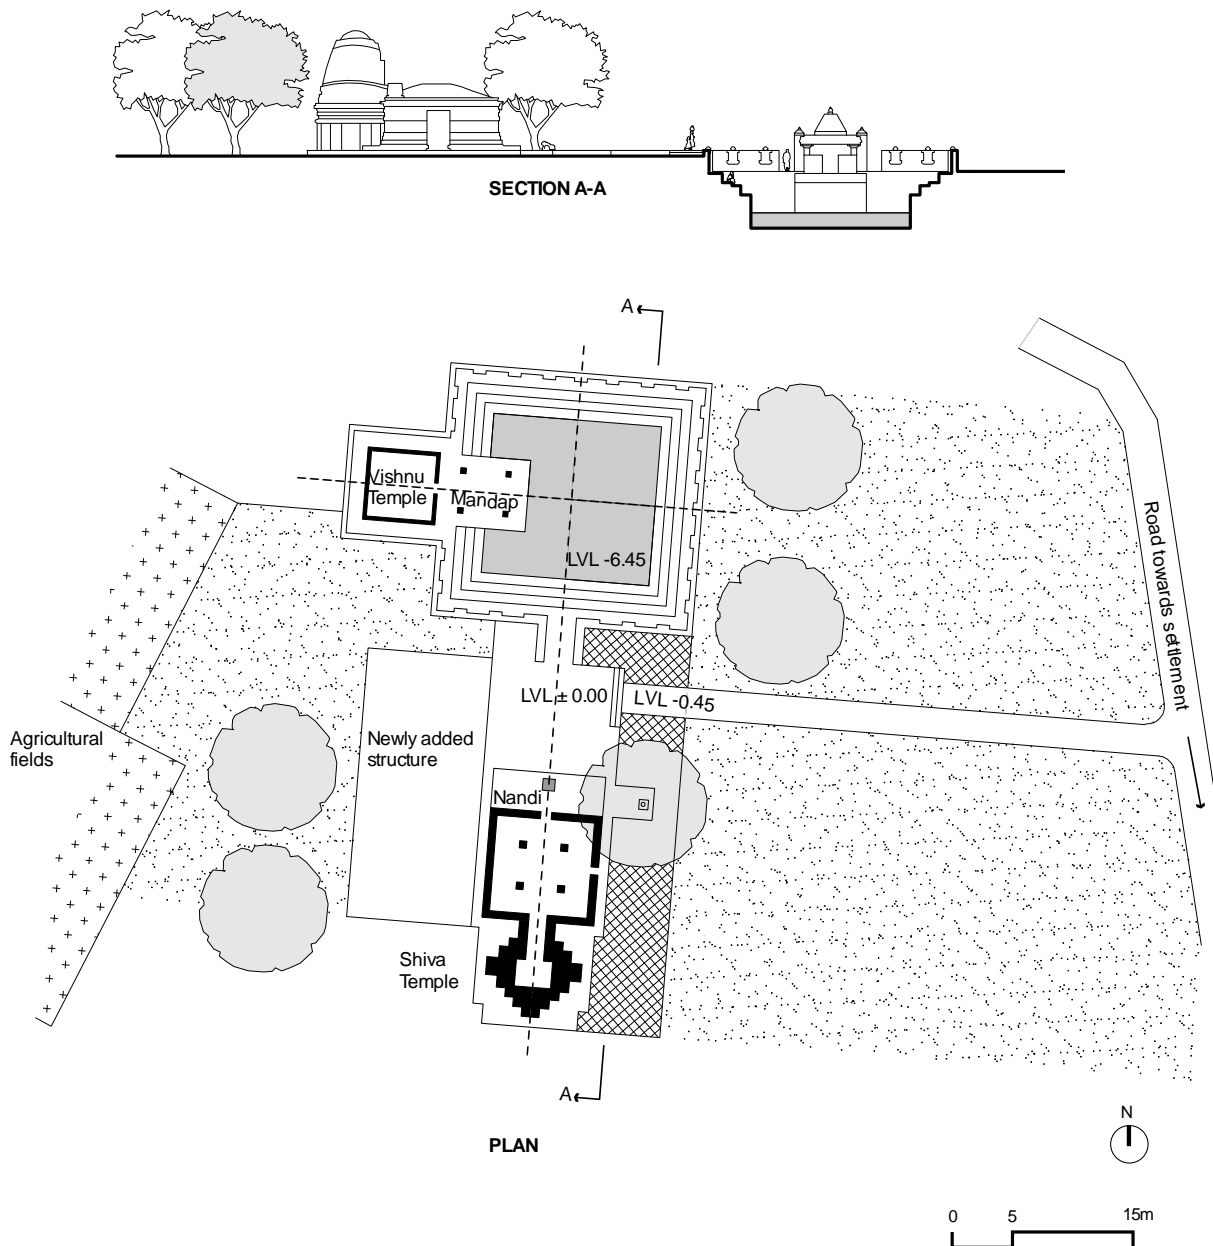 SECTION A-A
A
Vishnu
Temple
Mandap
LVL -6.45
Road towards settlement
LVL ± 0.00
LVL -0.45
Agricultural
fields
Newly added
structure
Nandi
Shiva
Temple
A
PLAN
N
0 5 15m